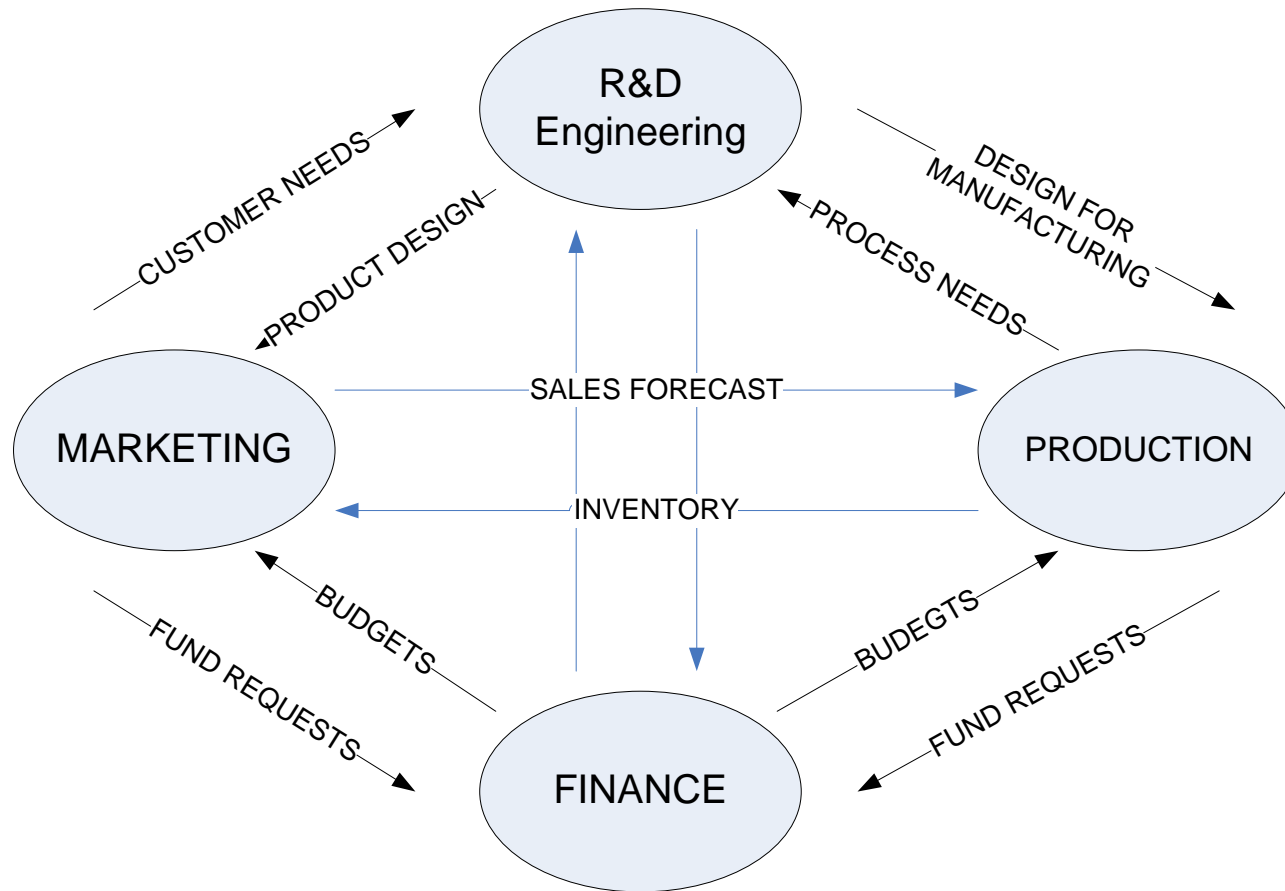 R&D
Engineering
CUSTOMER NEEDS
PRODUCT DESIGN
DESIGN FOR
MANUFACTURING
PROCESS NEEDS
SALES FORECAST
MARKETING
PRODUCTION
INVENTORY
BUDGETS
FUND REQUESTS
BUDEGTS
FUND REQUESTS
FINANCE